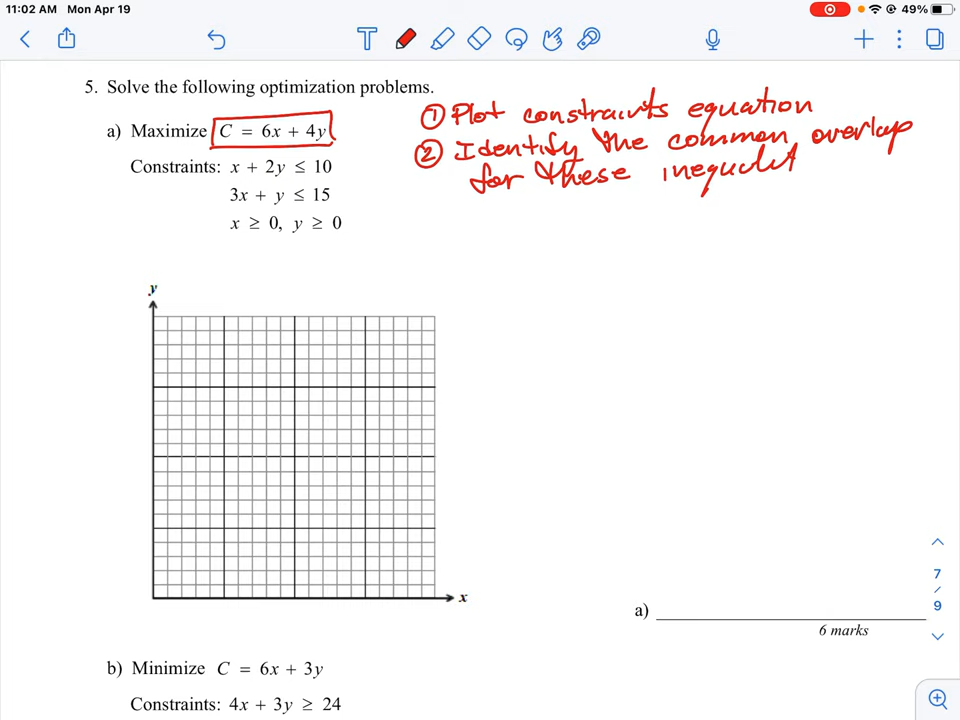 11:02 AM Mon Apr 19
49%
T
5. Solve the following optimization problems.
a) Maximize C = 6x + 4y
Constraints: x + 2y ≤ 10
3x + y ≤ 15
x ≥ 0, y ≥ 0
① Plot constraints equation
② Identify the common overlap
for these inequalit
y
x
a)
6 marks
7
/
9
b) Minimize C = 6x + 3y
Constraints: 4x + 3y ≥ 24